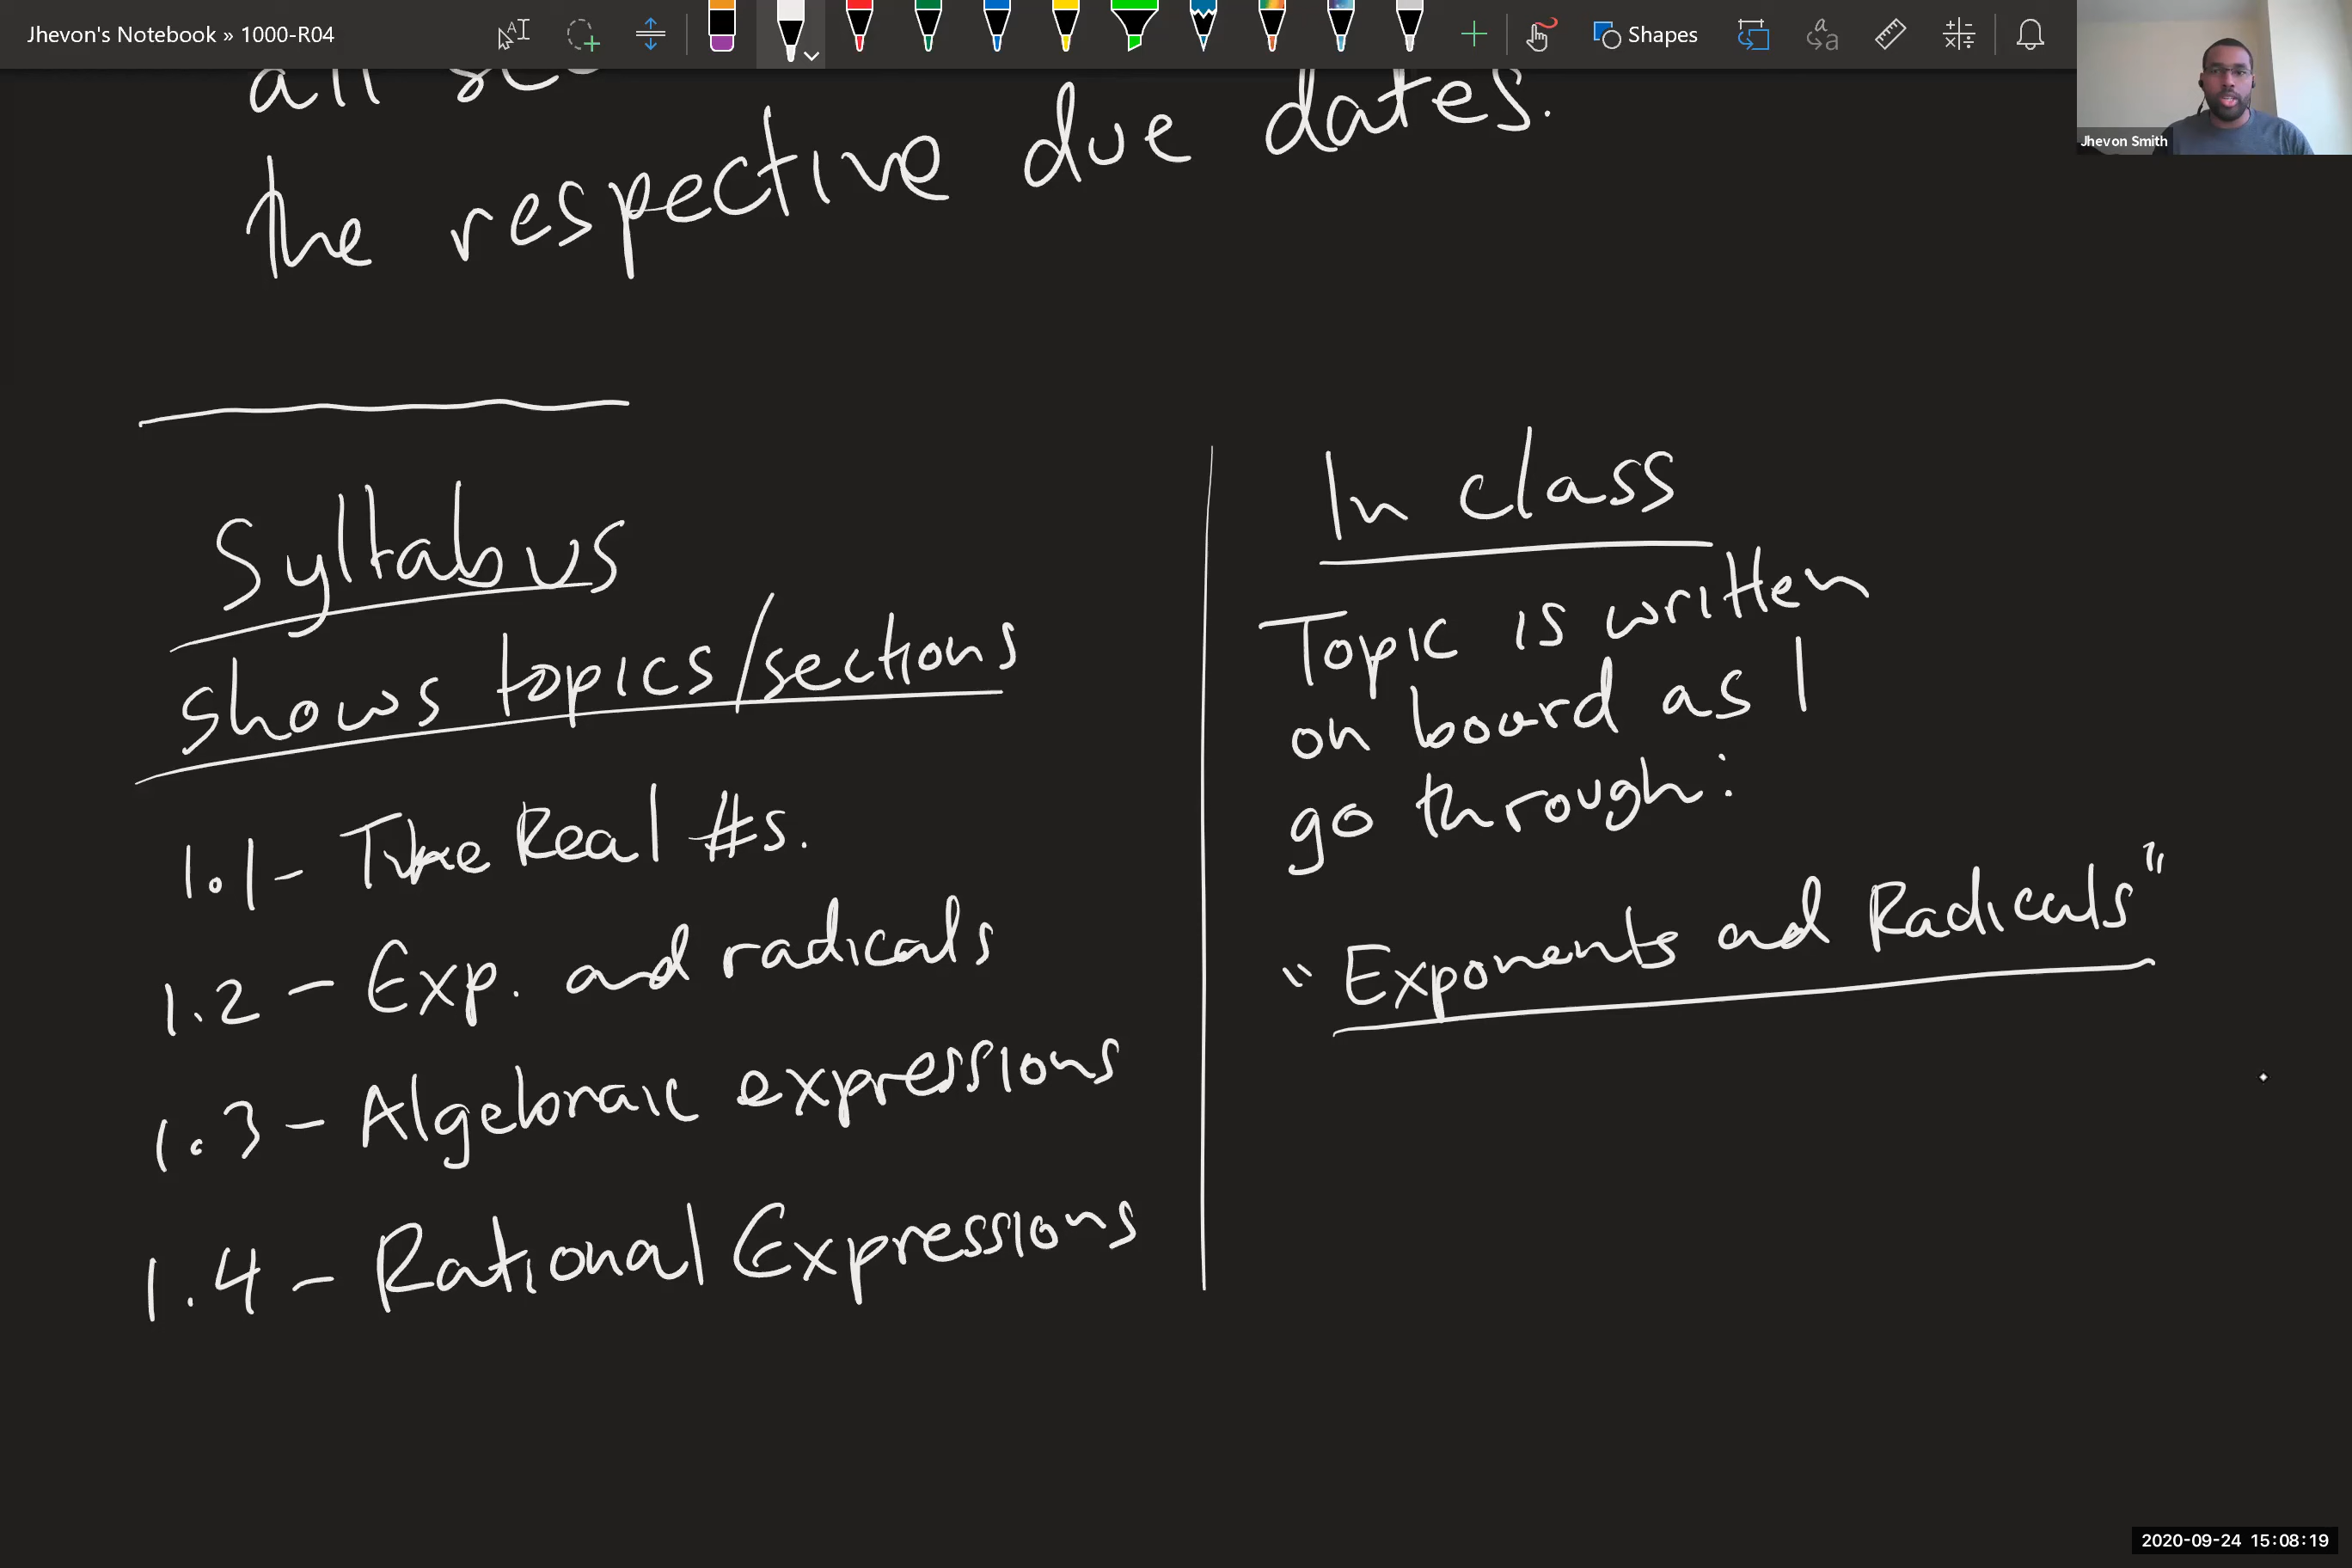 Jhevon's Notebook » 1000-R04
Shapes
Jhevon Smith
all
the respective due dates.
Syllabus
shows topics/sections
1.1 - The Real #s.
1.2 - Exp. and radicals
1.3 - Algebraic expressions
1.4 - Rational Expressions
In class
Topic is written
on board as I
go through:
"Exponents and Radicals"
2020-09-24 15:08:19